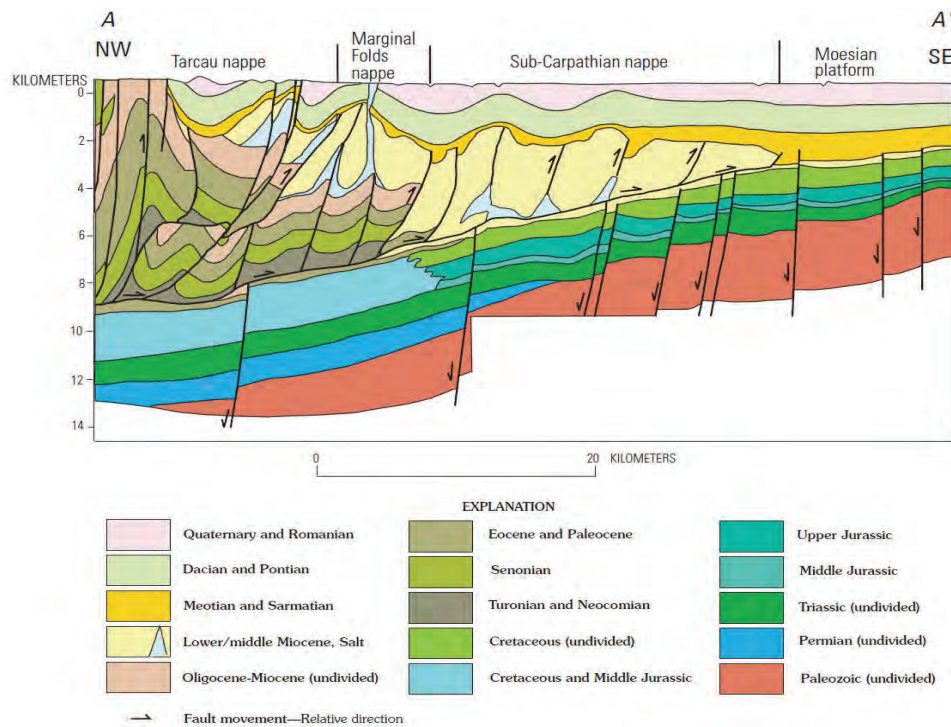 A
A'
NW
SE
Tarcau nappe
Marginal
Folds
nappe
Sub-Carpathian nappe
Moesian
platform
KILOMETERS
0
2
4
6
8
10
12
14
0
20
KILOMETERS
EXPLANATION
Quaternary and Romanian
Dacian and Pontian
Meotian and Sarmatian
Lower/middle Miocene, Salt
Oligocene-Miocene (undivided)
Eocene and Paleocene
Senonian
Turonian and Neocomian
Cretaceous (undivided)
Cretaceous and Middle Jurassic
Upper Jurassic
Middle Jurassic
Triassic (undivided)
Permian (undivided)
Paleozoic (undivided)
Fault movement—Relative direction